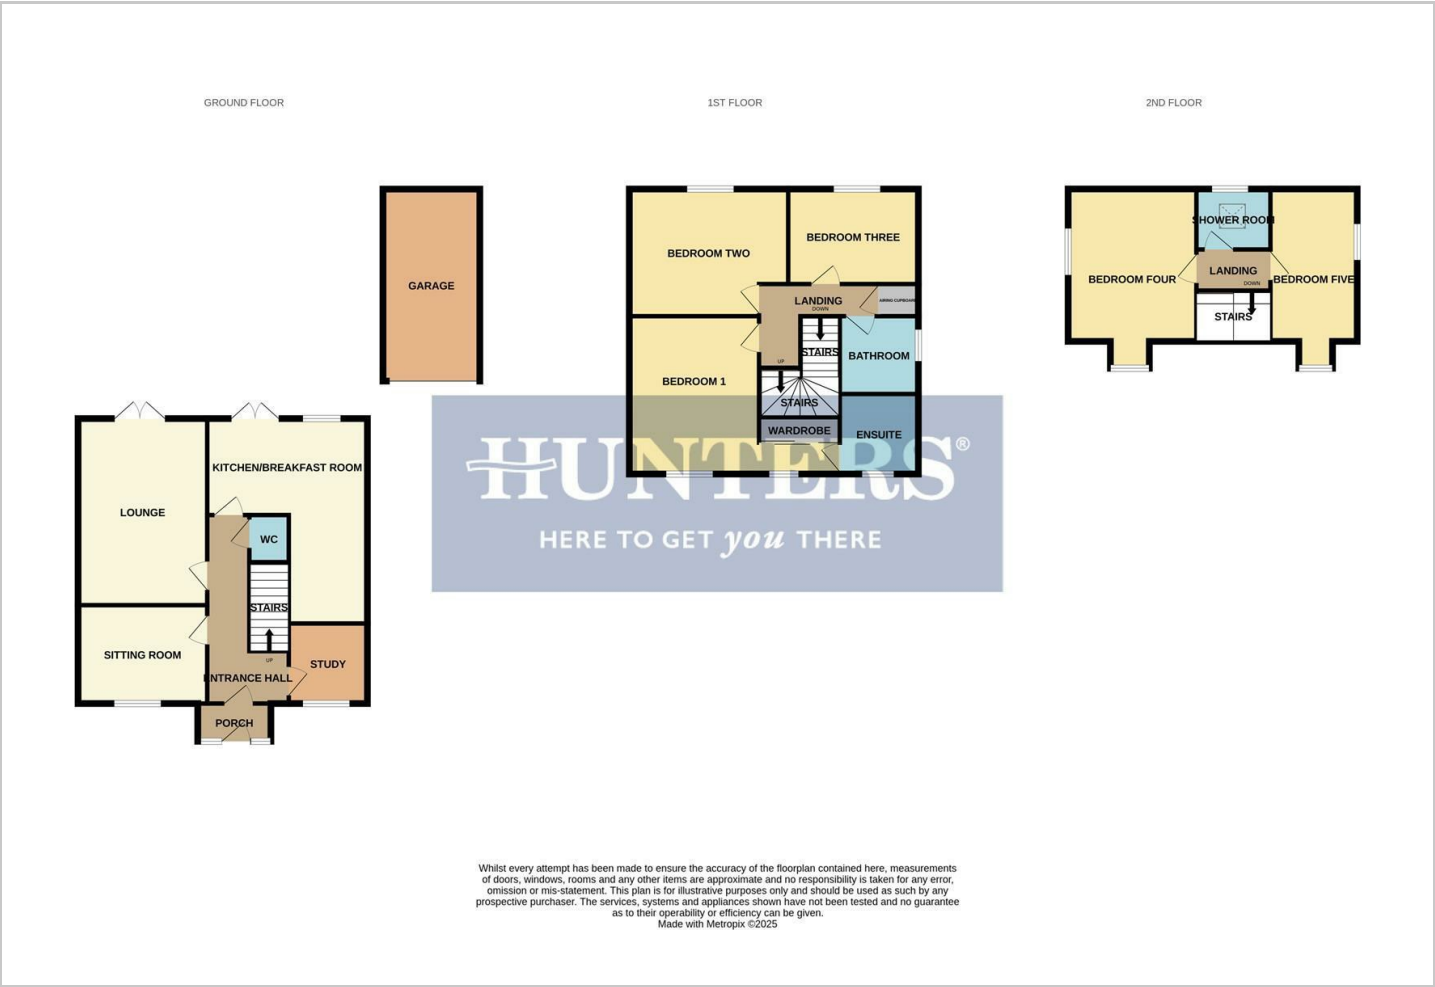 GROUND FLOOR
1ST FLOOR
2ND FLOOR
GARAGE
KITCHEN/BREAKFAST ROOM
LOUNGE
WC
STAIRS
SITTING ROOM
STUDY
UP
ENTRANCE HALL
PORCH
BEDROOM TWO
BEDROOM THREE
LANDING
DOWN
AIRING CUPBOARD
STAIRS
BATHROOM
UP
BEDROOM 1
STAIRS
WARDROBE
ENSUITE
SHOWER ROOM
LANDING
BEDROOM FOUR
BEDROOM FIVE
DOWN
STAIRS
HUNTERS®
HERE TO GET you THERE
Whilst every attempt has been made to ensure the accuracy of the floorplan contained here, measurements
of doors, windows, rooms and any other items are approximate and no responsibility is taken for any error,
omission or mis-statement. This plan is for illustrative purposes only and should be used as such by any
prospective purchaser. The services, systems and appliances shown have not been tested and no guarantee
as to their operability or efficiency can be given.
Made with Metropix ©2025